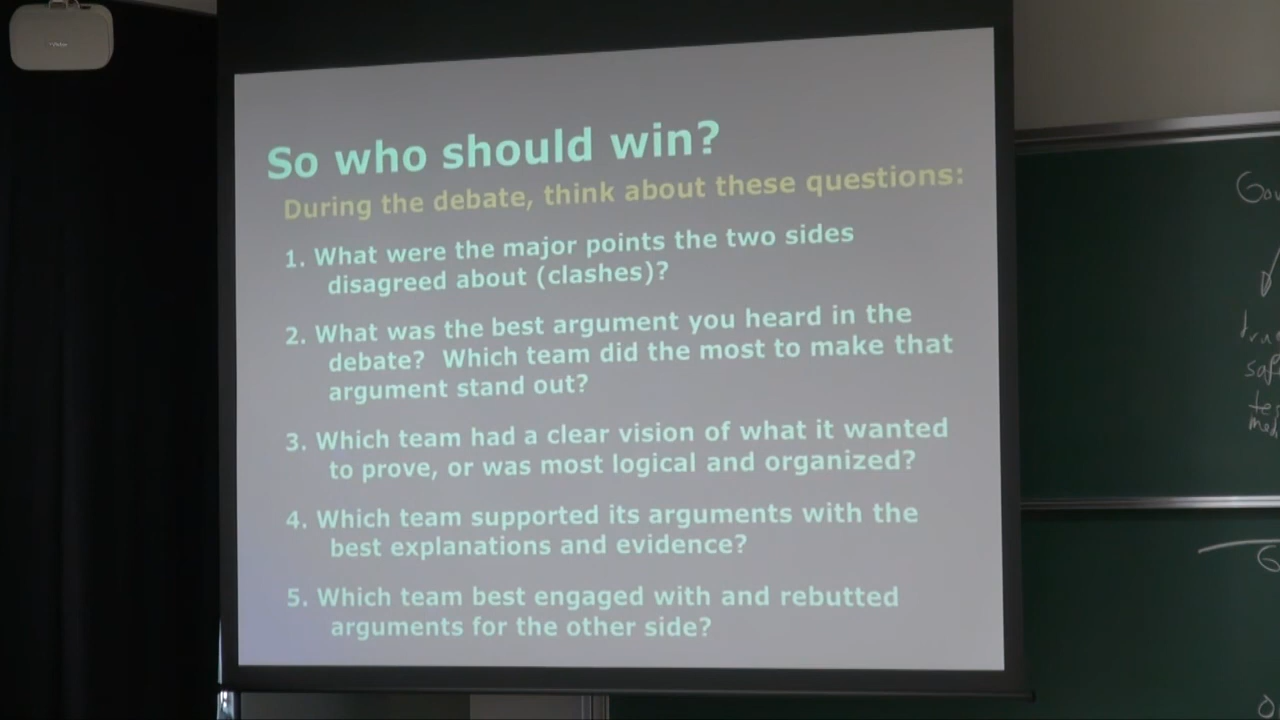 So who should win?
During the debate, think about these questions:
1. What were the major points the two sides
disagreed about (clashes)?
2. What was the best argument you heard in the
debate?  Which team did the most to make that
argument stand out?
3. Which team had a clear vision of what it wanted
to prove, or was most logical and organized?
4. Which team supported its arguments with the
best explanations and evidence?
5. Which team best engaged with and rebutted
arguments for the other side?